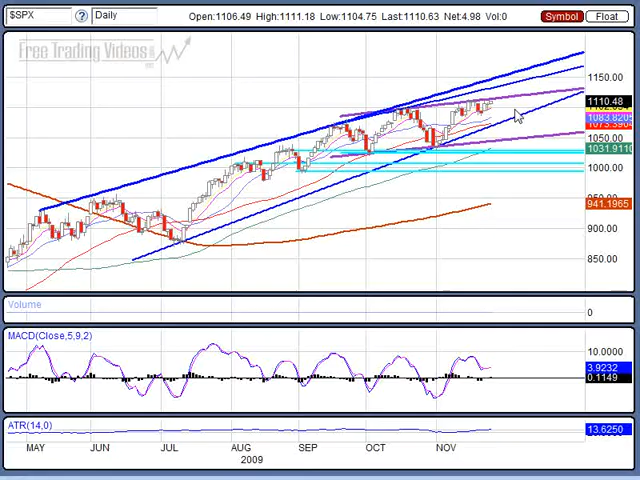 $SPX
?
Daily
Open:1106.49 High:1111.18 Low:1104.75 Last:1110.63 Net:4.98 Vol:0
Symbol
Float
Free Trading Videos
1150.00
1110.48
1083.8205
1050.00
1031.9110
1000.00
941.1965
900.00
850.00
Volume
0
MACD(Close,5,9,2)
10.0000
3.9232
0.1149
ATR(14,0)
13.6250
MAY JUN JUL AUG SEP OCT NOV
2009